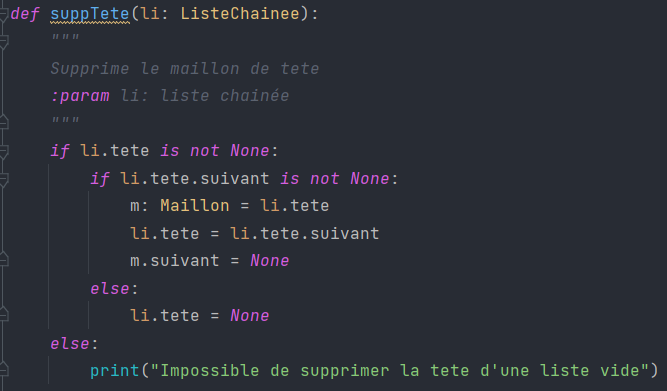 def suppTete(li: ListeChainee):
    """
    Supprime le maillon de tete
    :param li: liste chainée
    """
    if li.tete is not None:
        if li.tete.suivant is not None:
            m: Maillon = li.tete
            li.tete = li.tete.suivant
            m.suivant = None
        else:
            li.tete = None
    else:
        print("Impossible de supprimer la tete d'une liste vide")